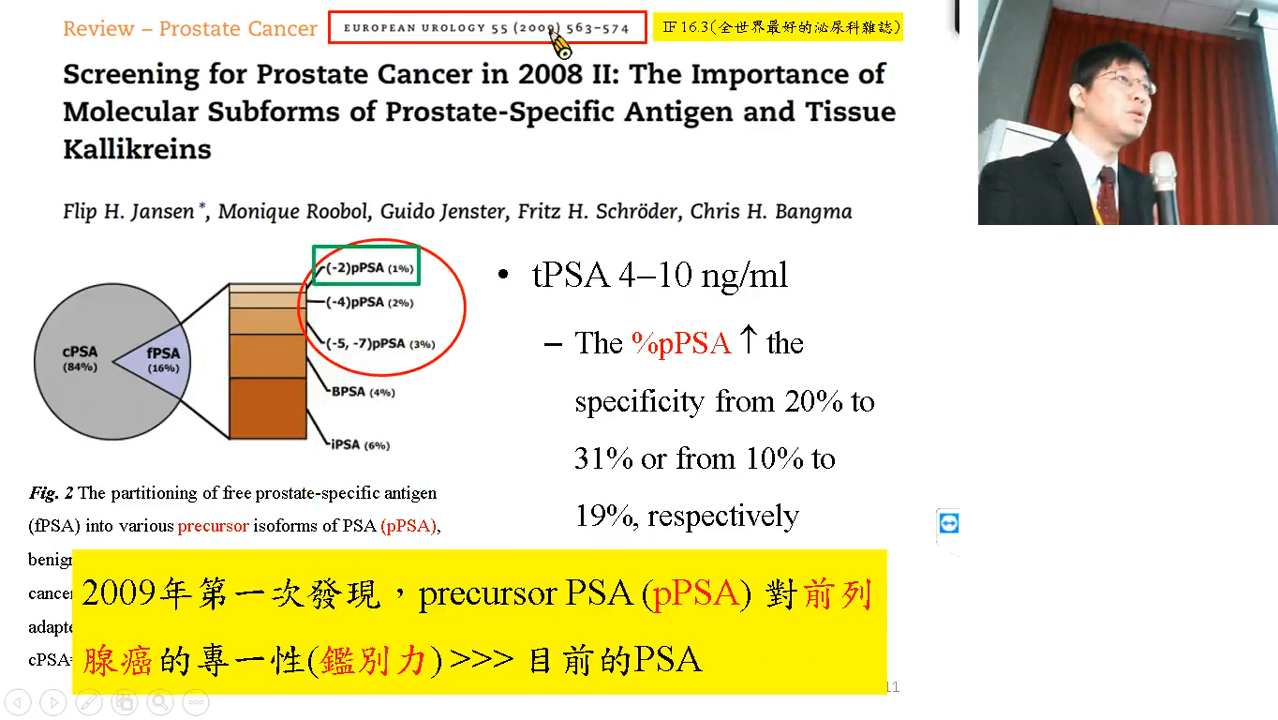 Review – Prostate Cancer
EUROPEAN UROLOGY 55 (2009) 563–574
IF 16.3(全世界最好的泌尿科雜誌)
Screening for Prostate Cancer in 2008 II: The Importance of
Molecular Subforms of Prostate-Specific Antigen and Tissue
Kallikreins
Flip H. Jansen *, Monique Roobol, Guido Jenster, Fritz H. Schröder, Chris H. Bangma
cPSA
(84%)
fPSA
(16%)
(-2)pPSA (1%)
(-4)pPSA (2%)
(-5, -7)pPSA (3%)
BPSA (4%)
iPSA (6%)
• tPSA 4–10 ng/ml
– The %pPSA ↑ the
specificity from 20% to
31% or from 10% to
19%, respectively
Fig. 2 The partitioning of free prostate-specific antigen
(fPSA) into various precursor isoforms of PSA (pPSA),
benign
cancer
adapte
cPSA
2009年第一次發現,precursor PSA (pPSA) 對前列
腺癌的專一性(鑑別力) >>> 目前的PSA
11